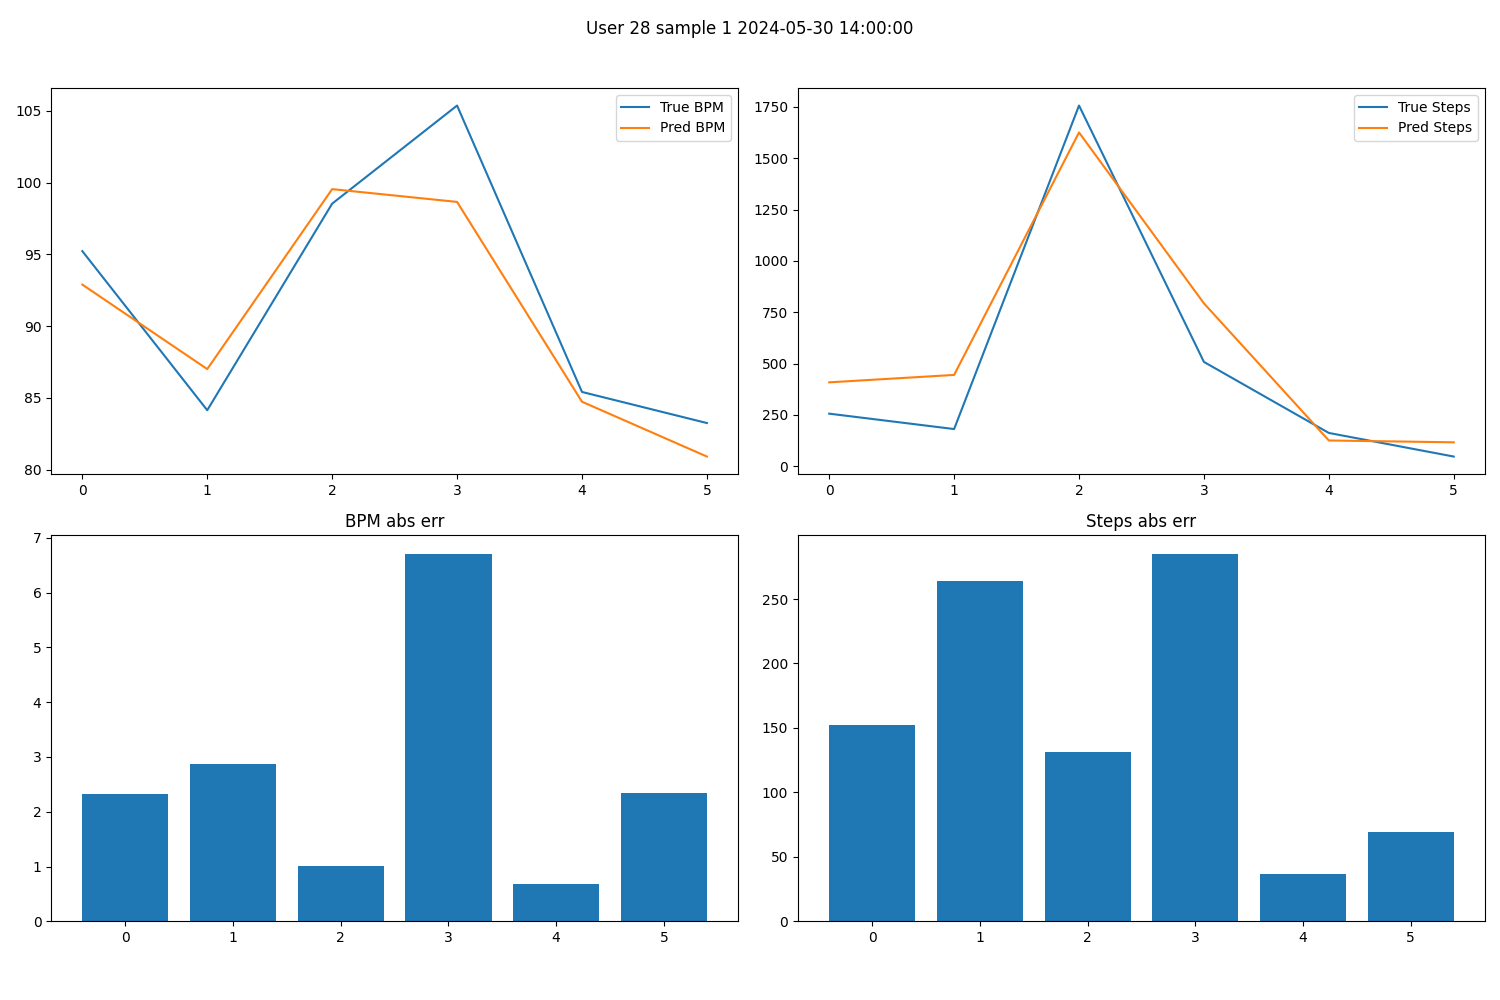 User 28 sample 1 2024-05-30 14:00:00
105
100
95
90
85
80
0 1 2 3 4 5
True BPM
Pred BPM
1750
1500
1250
1000
750
500
250
0
0 1 2 3 4 5
True Steps
Pred Steps
BPM abs err
7
6
5
4
3
2
1
0
0 1 2 3 4 5
Steps abs err
250
200
150
100
50
0
0 1 2 3 4 5